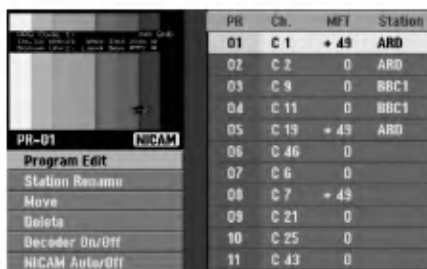 PR-01 NICAM
Program Edit
Station Rename
Move
Delete
Decoder On/Off
NICAM Auto/Off
PR Ch. MFT Station
01 C 1 + 49 ARD
02 C 2 0 ARD
03 C 9 0 BBC1
04 C 11 0 BBC1
05 C 19 + 49 ARD
06 C 46 0
07 C 6 0
08 C 7 + 49
09 C 21 0
10 C 25 0
11 C 43 0